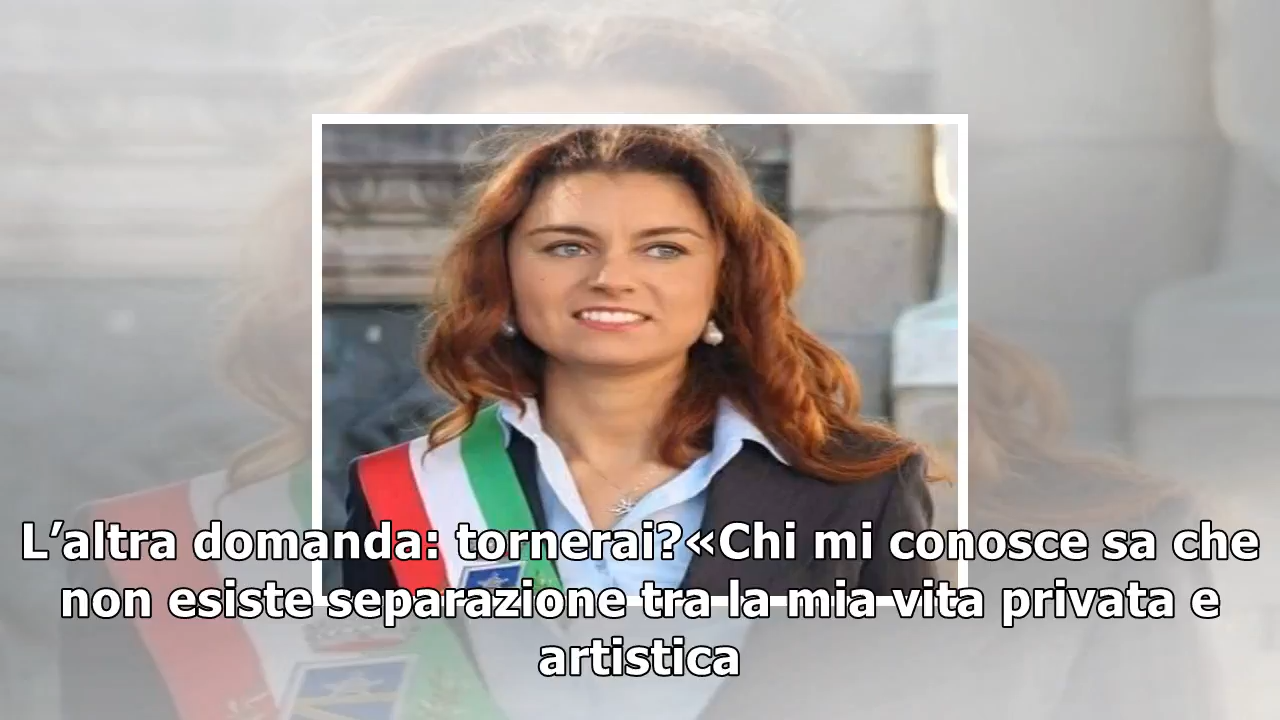 L’altra domanda: tornerai?«Chi mi conosce sa che
non esiste separazione tra la mia vita privata e
artistica